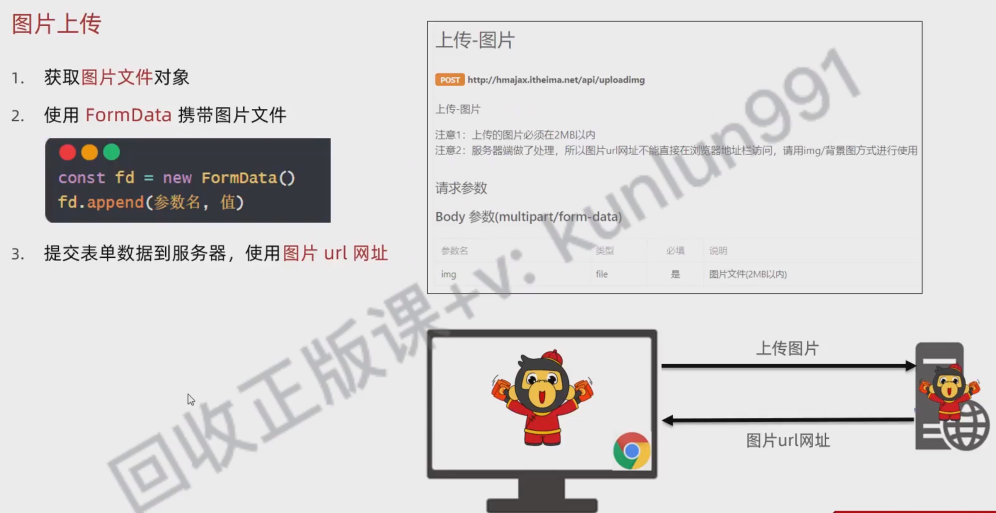 图片上传
1. 获取图片文件对象
2. 使用 FormData 携带图片文件
const fd = new FormData()
fd.append(参数名, 值)
3. 提交表单数据到服务器，使用图片 url 网址
上传-图片
POST http://hmajax.itheima.net/api/uploadimg
上传-图片
注意1：上传的图片必须在2MB以内
注意2：服务器端做了处理，所以图片url网址不能直接在浏览器地址栏访问，请用img/背景图方式进行使用
请求参数
Body 参数(multipart/form-data)
参数名 类型 必填 说明
img file 是 图片文件(2MB以内)
上传图片
图片url网址
回收正版课+v: kunlun991